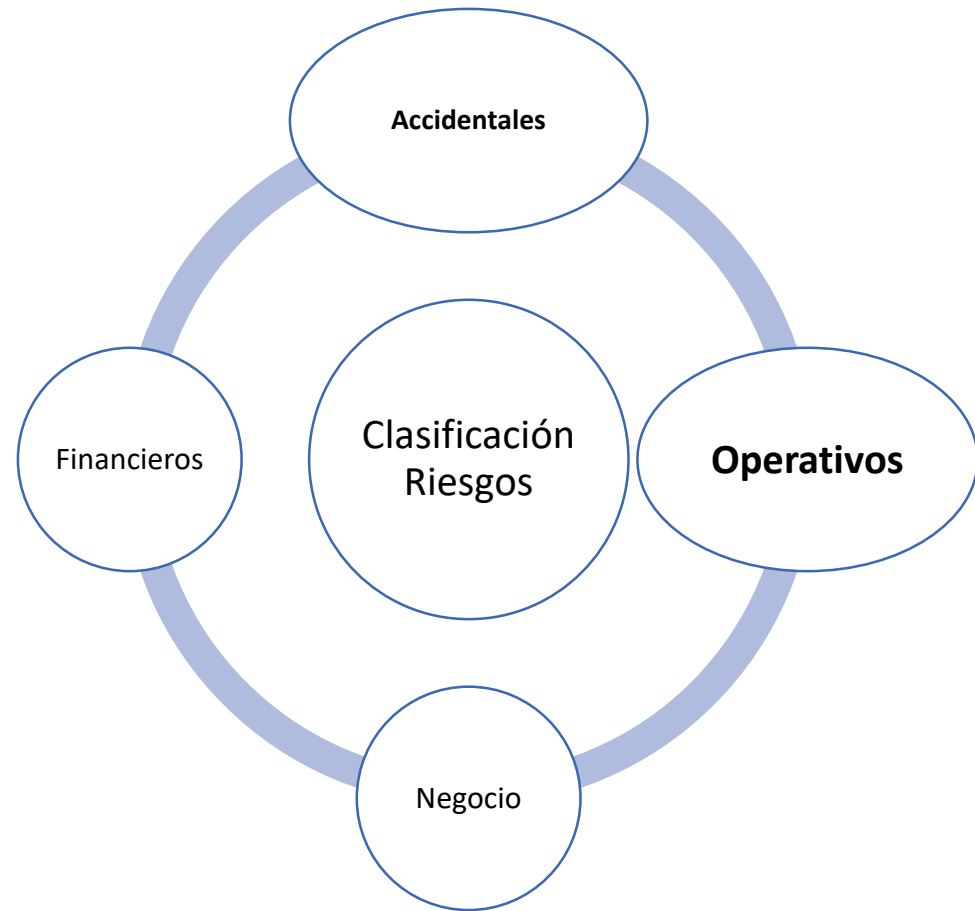 Accidentales
Clasificación
Riesgos
Operativos
Financieros
Negocio